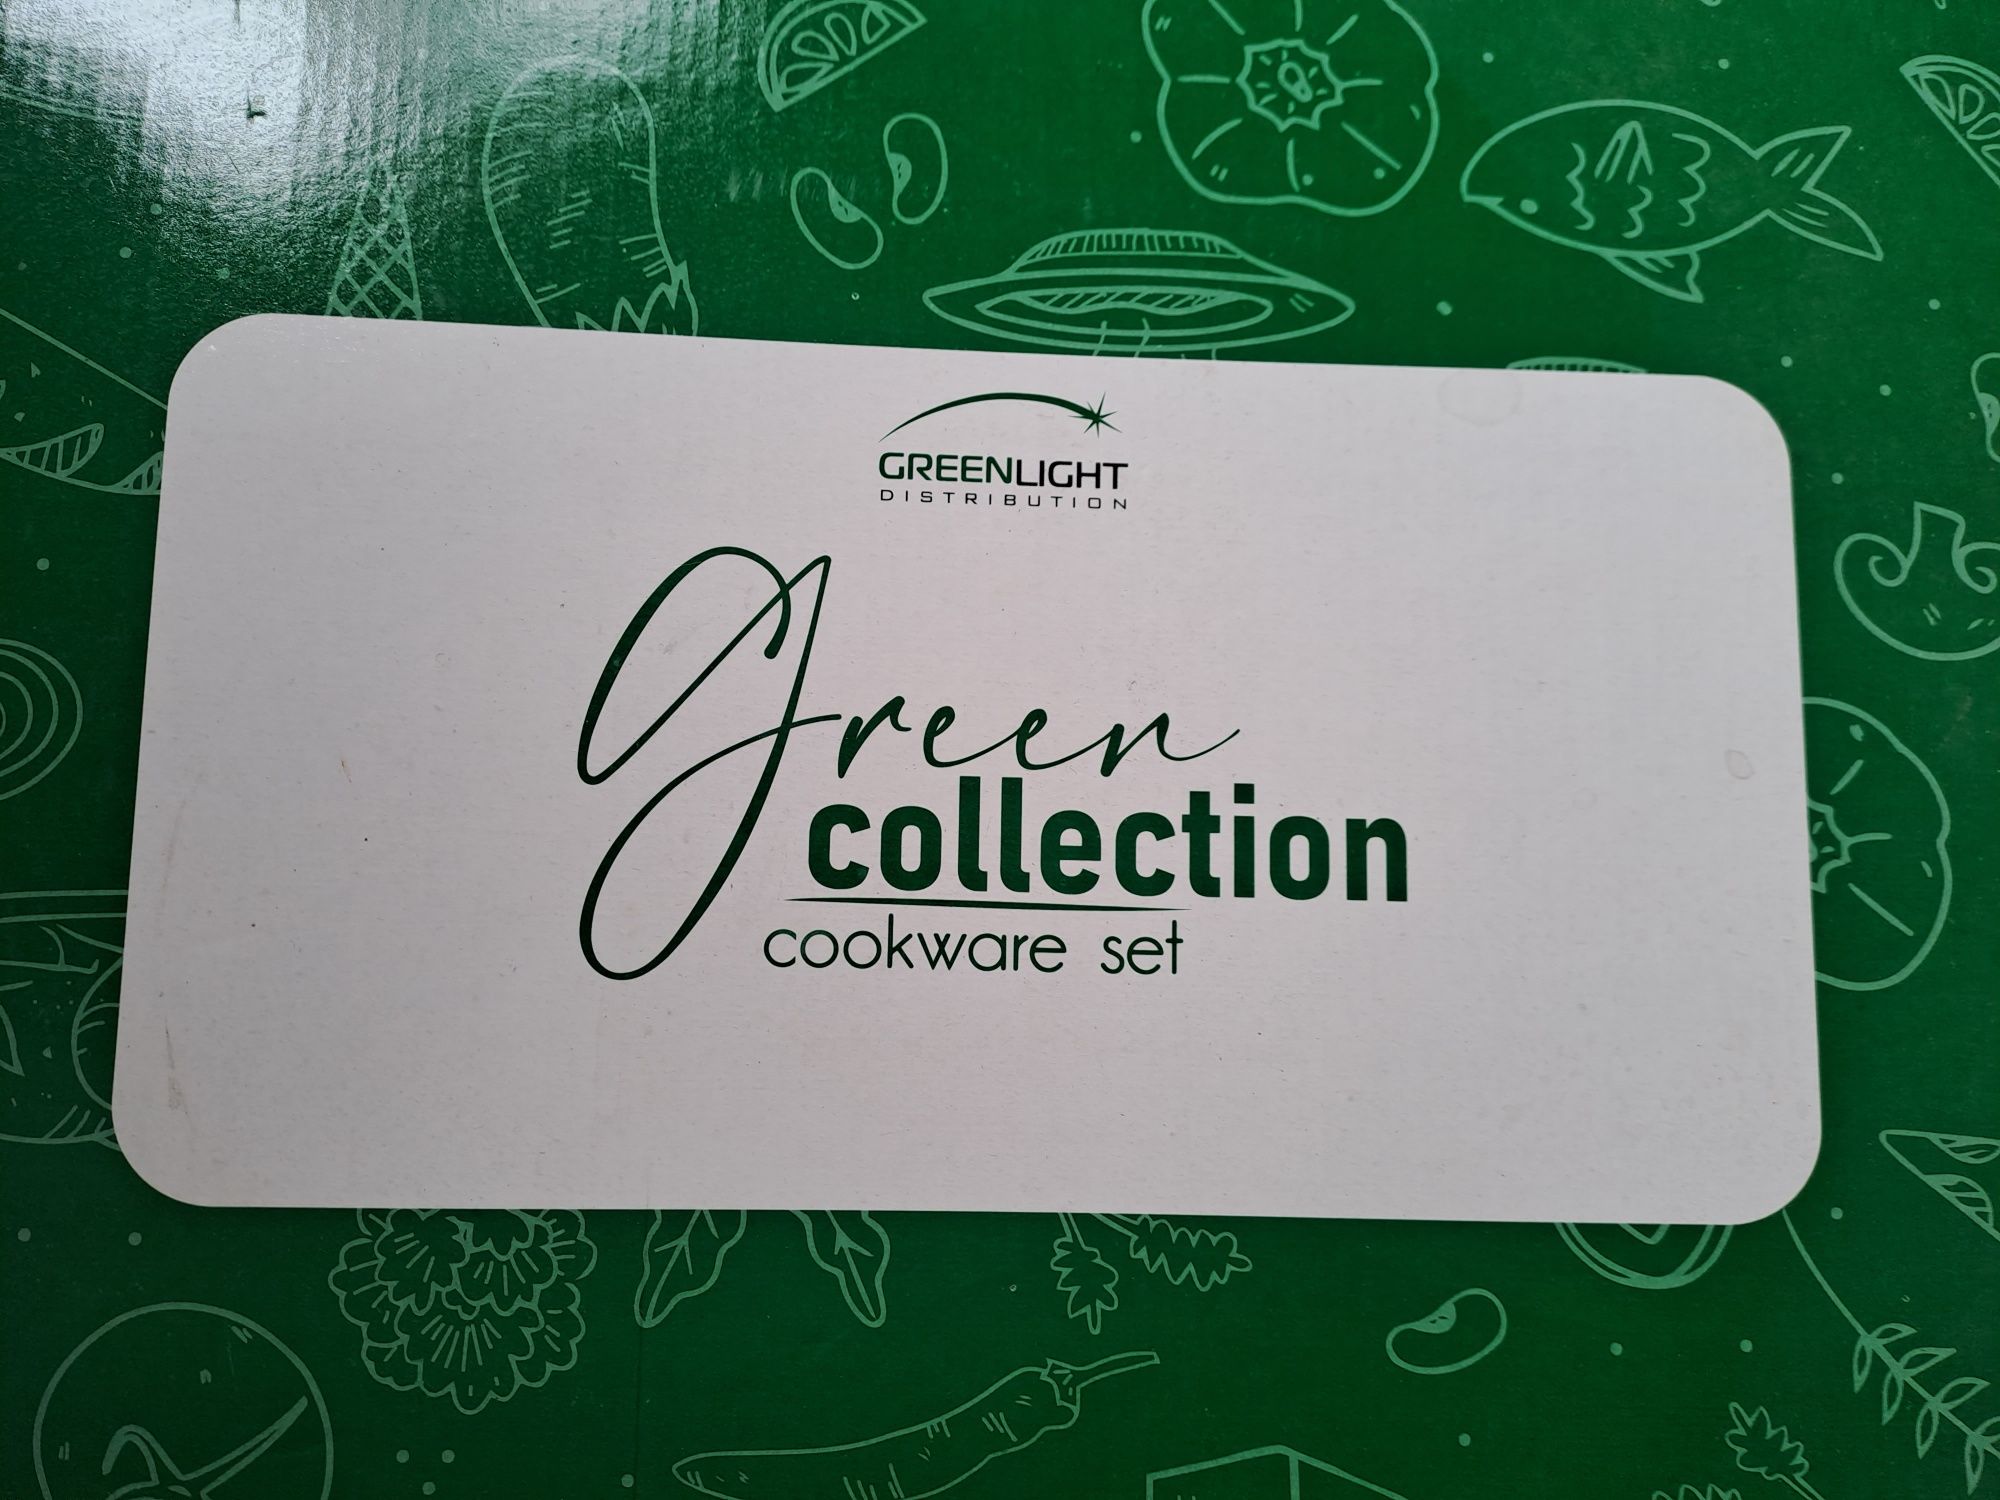 GREENLIGHT
DISTRIBUTION
Green
collection
cookware set